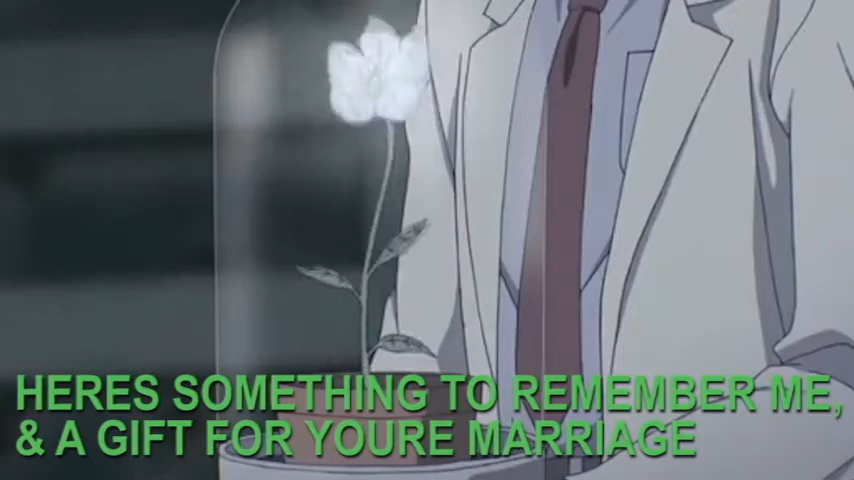 HERES SOMETHING TO REMEMBER ME,
& A GIFT FOR YOURE MARRIAGE